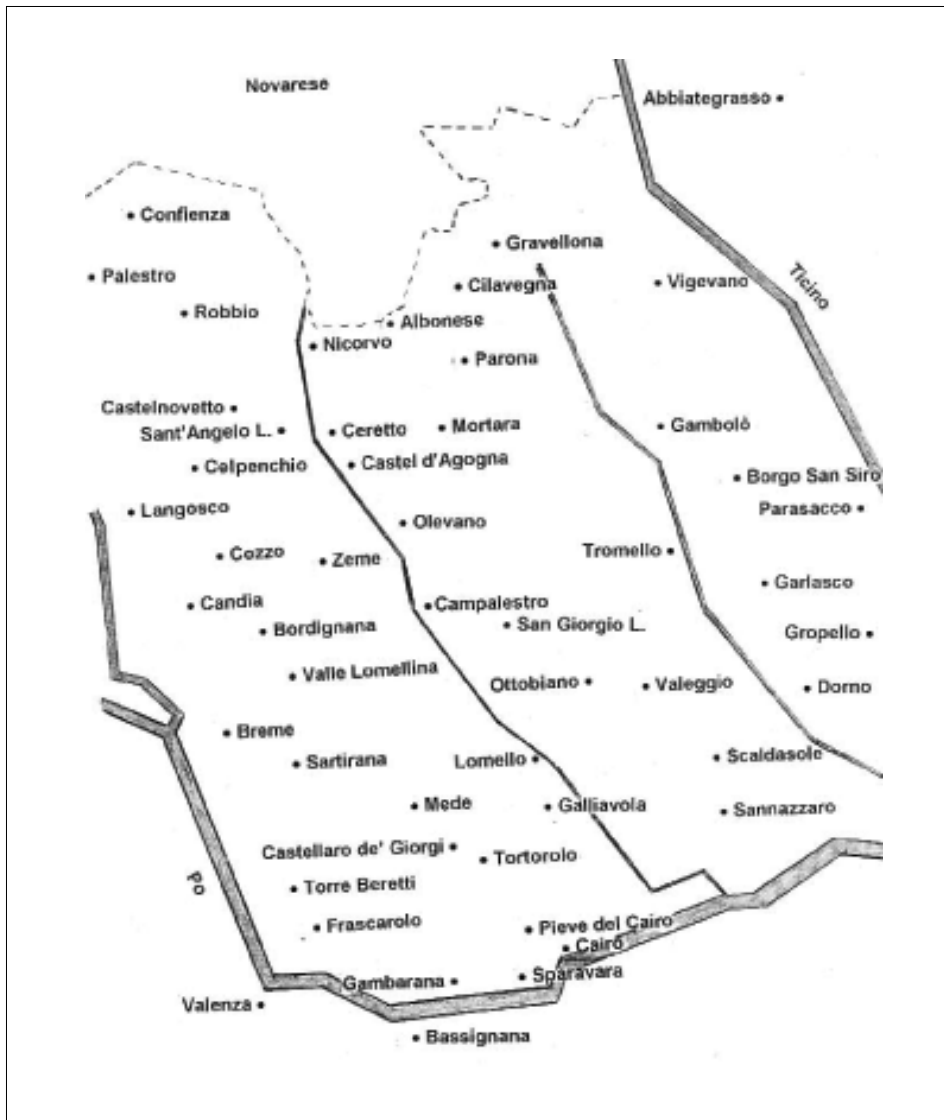 Novarese
Abbiategrasso
Confienza
Gravellona
Palestro
Cilavegna
Vigevano
Ticino
Robbio
Albonese
Nicorvo
Parona
Castelnovetto
Sant'Angelo L.
Ceretto
Mortara
Gambolò
Celpenchio
Castel d'Agogna
Borgo San Siro
Langosco
Parasacco
Olevano
Cozzo
Zeme
Tromello
Garlasco
Candia
Campalestro
Bordignana
San Giorgio L.
Gropello
Valle Lomellina
Ottobiano
Valeggio
Dorno
Breme
Sartirana
Lomello
Scaldasole
Mede
Galliavola
Sannazzaro
Castellaro de' Giorgi
Tortorolo
Po
Torre Beretti
Frascarolo
Pieve del Cairo
Cairo
Gambarana
Sparavara
Valenza
Bassignana